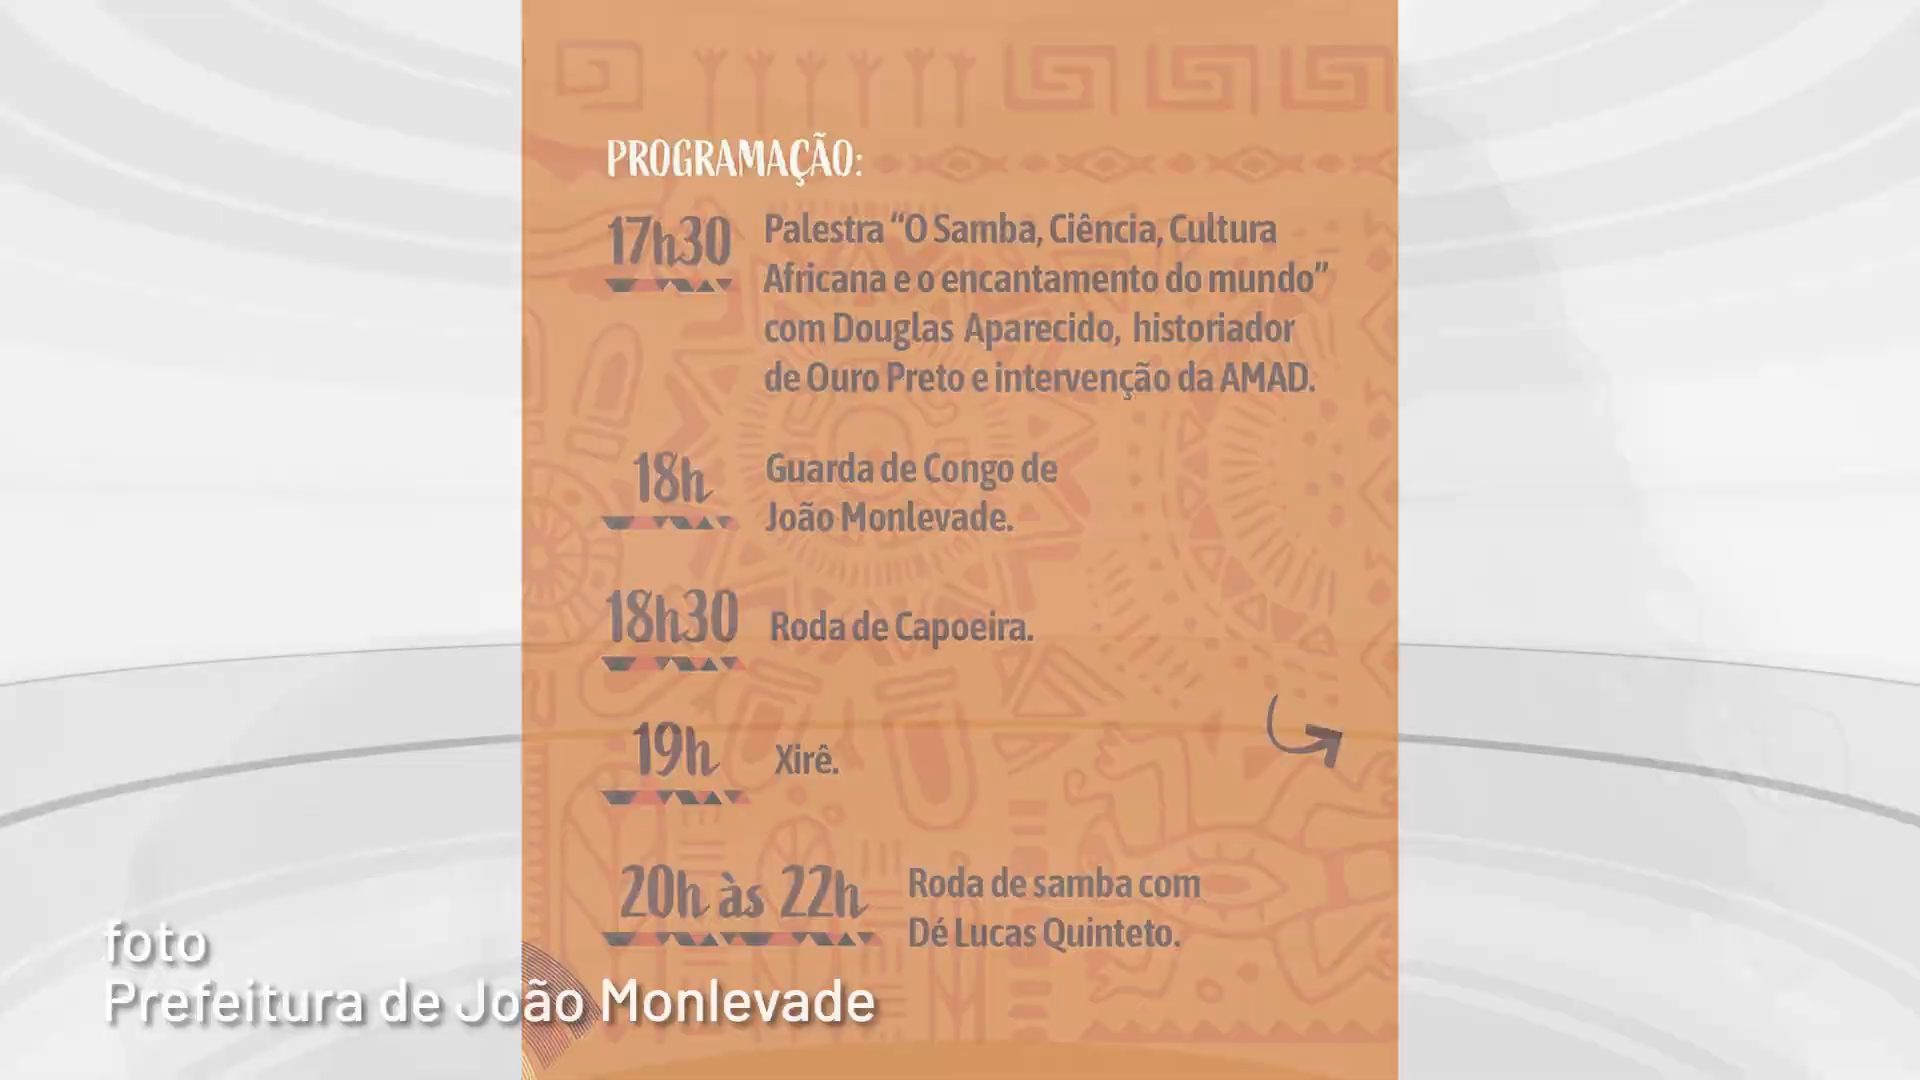 PROGRAMAÇÃO:
17h30
Palestra “O Samba, Ciência, Cultura
Africana e o encantamento do mundo”
com Douglas Aparecido, historiador
de Ouro Preto e intervenção da AMAD.
18h
Guarda de Congo de
João Monlevade.
18h30
Roda de Capoeira.
19h
Xirê.
20h às 22h
Roda de samba com
Dé Lucas Quinteto.
foto
Prefeitura de João Monlevade